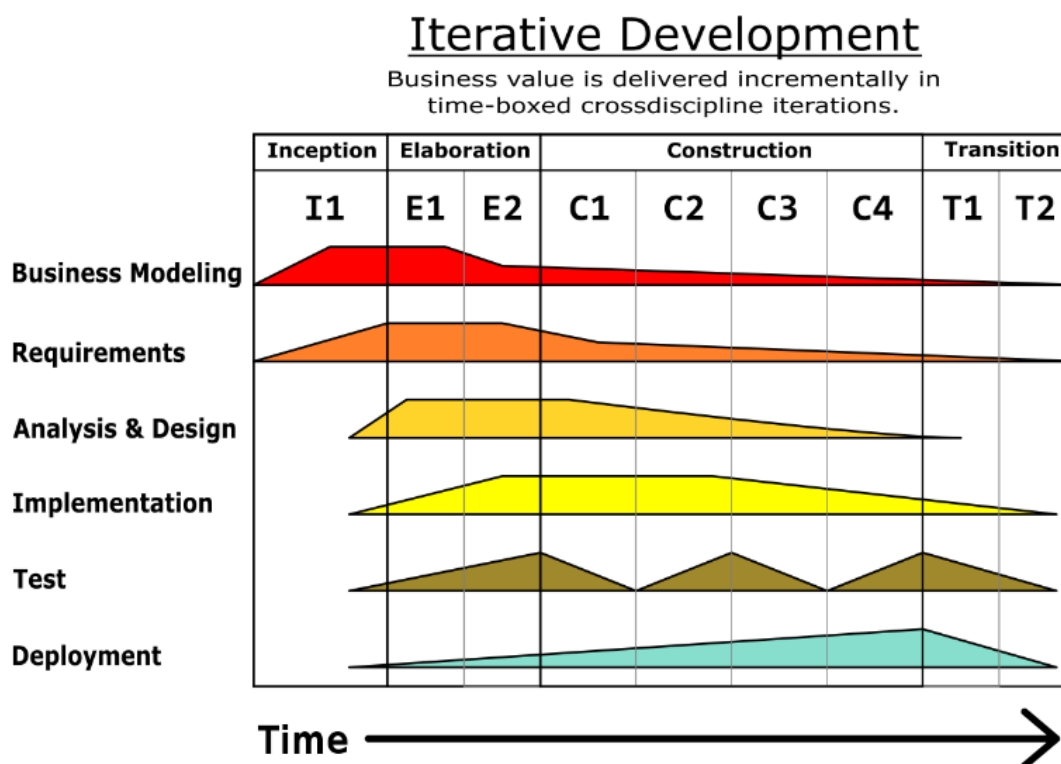 Iterative Development
Business value is delivered incrementally in
time-boxed crossdiscipline iterations.
Inception Elaboration Construction Transition
I1 E1 E2 C1 C2 C3 C4 T1 T2
Business Modeling
Requirements
Analysis & Design
Implementation
Test
Deployment
Time